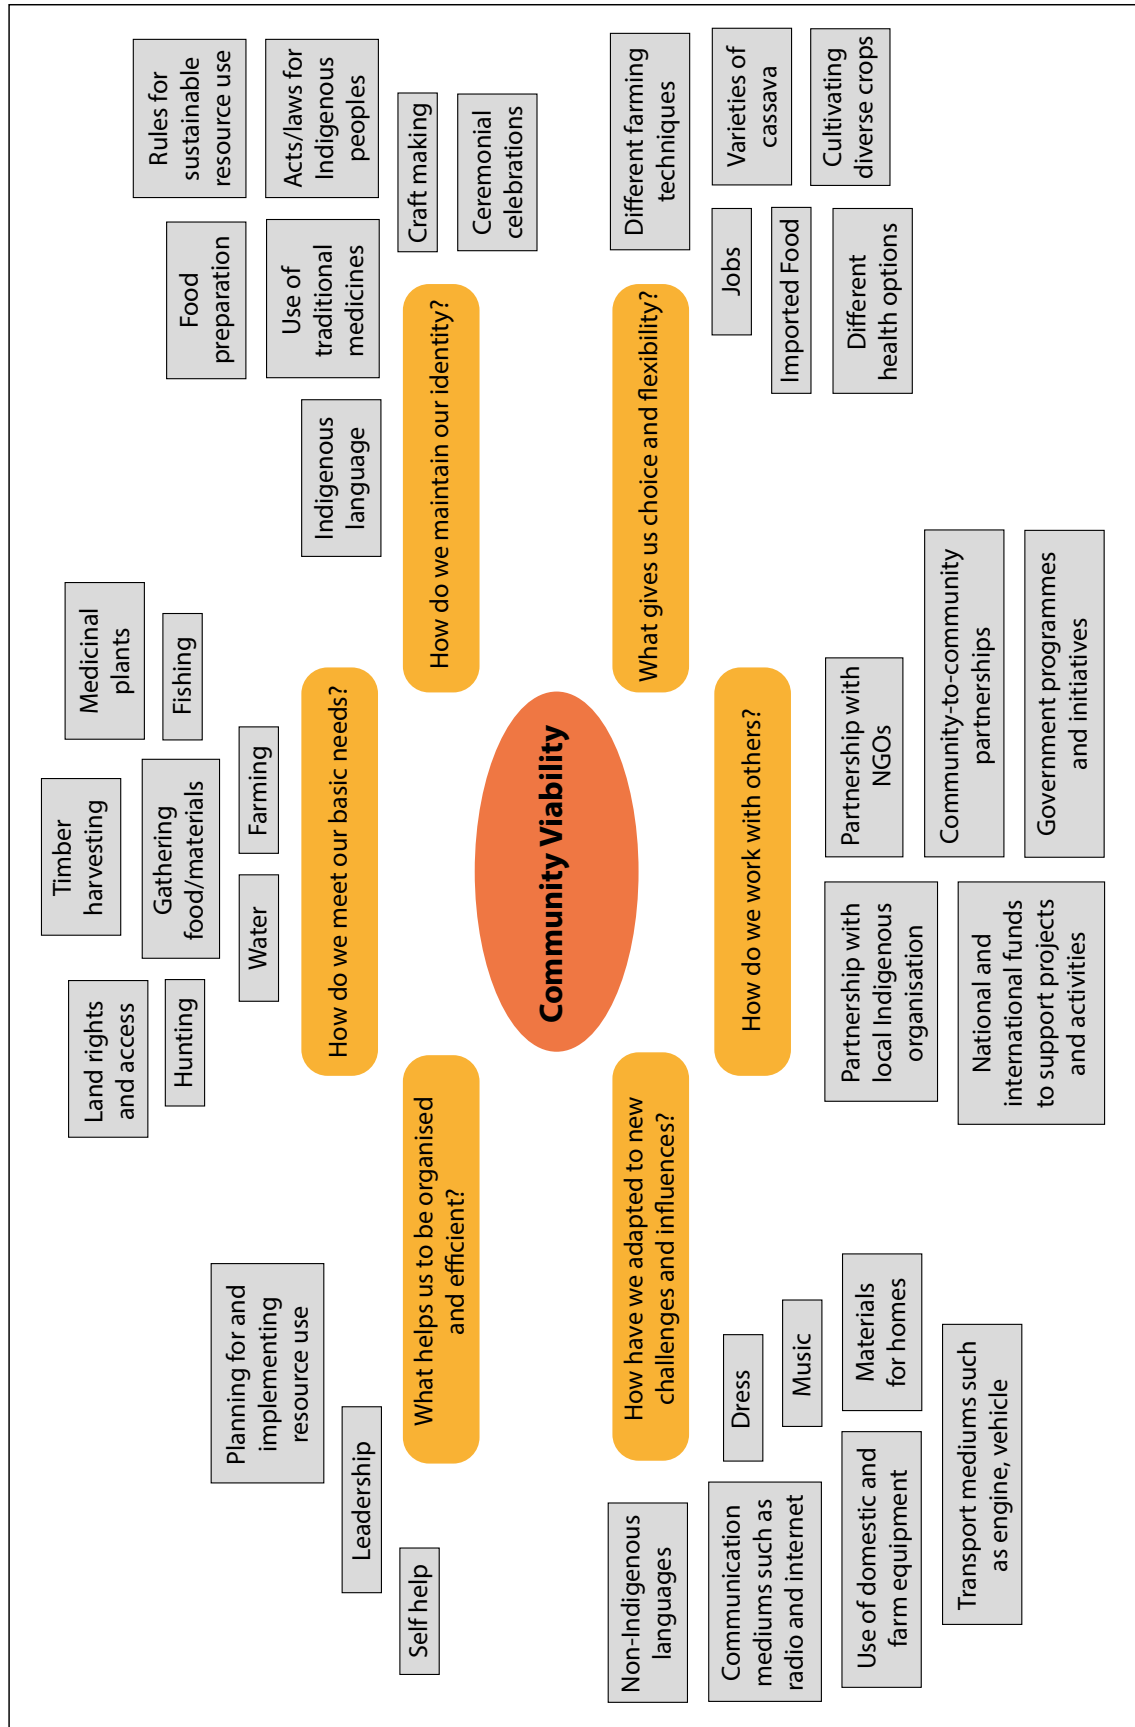 Land rights
and access
Timber
harvesting
Medicinal
plants
Hunting
Gathering
food/materials
Fishing
Water
Farming
How do we meet our basic needs?
Planning for and
implementing
resource use
Leadership
Self help
What helps us to be organised
and efficient?
Rules for
sustainable
resource use
Food
preparation
Acts/laws for
Indigenous
peoples
Use of
traditional
medicines
Indigenous
language
Craft making
Ceremonial
celebrations
How do we maintain our identity?
Community Viability
How have we adapted to new
challenges and influences?
Non-Indigenous
languages
Dress
Communication
mediums such as
radio and internet
Music
Materials
for homes
Use of domestic and
farm equipment
Transport mediums such
as engine, vehicle
How do we work with others?
Partnership with
local Indigenous
organisation
Partnership with
NGOs
National and
international funds
to support projects
and activities
Community-to-community
partnerships
Government programmes
and initiatives
What gives us choice and flexibility?
Different farming
techniques
Jobs
Varieties of
cassava
Imported Food
Cultivating
diverse crops
Different
health options